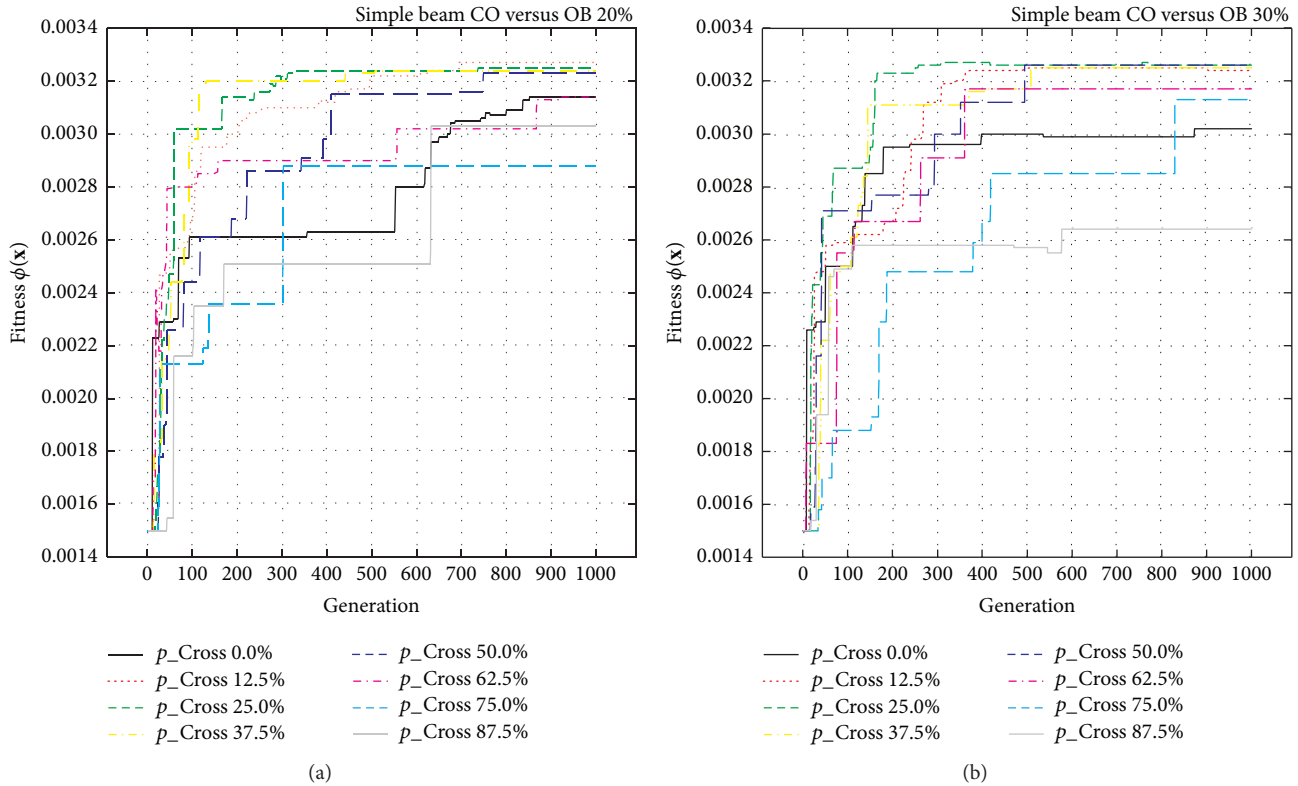 Simple beam CO versus OB 20%
0.0034
0.0032
0.0030
0.0028
0.0026
0.0024
0.0022
0.0020
0.0018
0.0016
0.0014
Fitness ϕ(x)
0 100 200 300 400 500 600 700 800 900 1000
Generation
p_Cross 0.0%
p_Cross 12.5%
p_Cross 25.0%
p_Cross 37.5%
p_Cross 50.0%
p_Cross 62.5%
p_Cross 75.0%
p_Cross 87.5%
(a)
Simple beam CO versus OB 30%
0.0034
0.0032
0.0030
0.0028
0.0026
0.0024
0.0022
0.0020
0.0018
0.0016
0.0014
Fitness ϕ(x)
0 100 200 300 400 500 600 700 800 900 1000
Generation
p_Cross 0.0%
p_Cross 12.5%
p_Cross 25.0%
p_Cross 37.5%
p_Cross 50.0%
p_Cross 62.5%
p_Cross 75.0%
p_Cross 87.5%
(b)